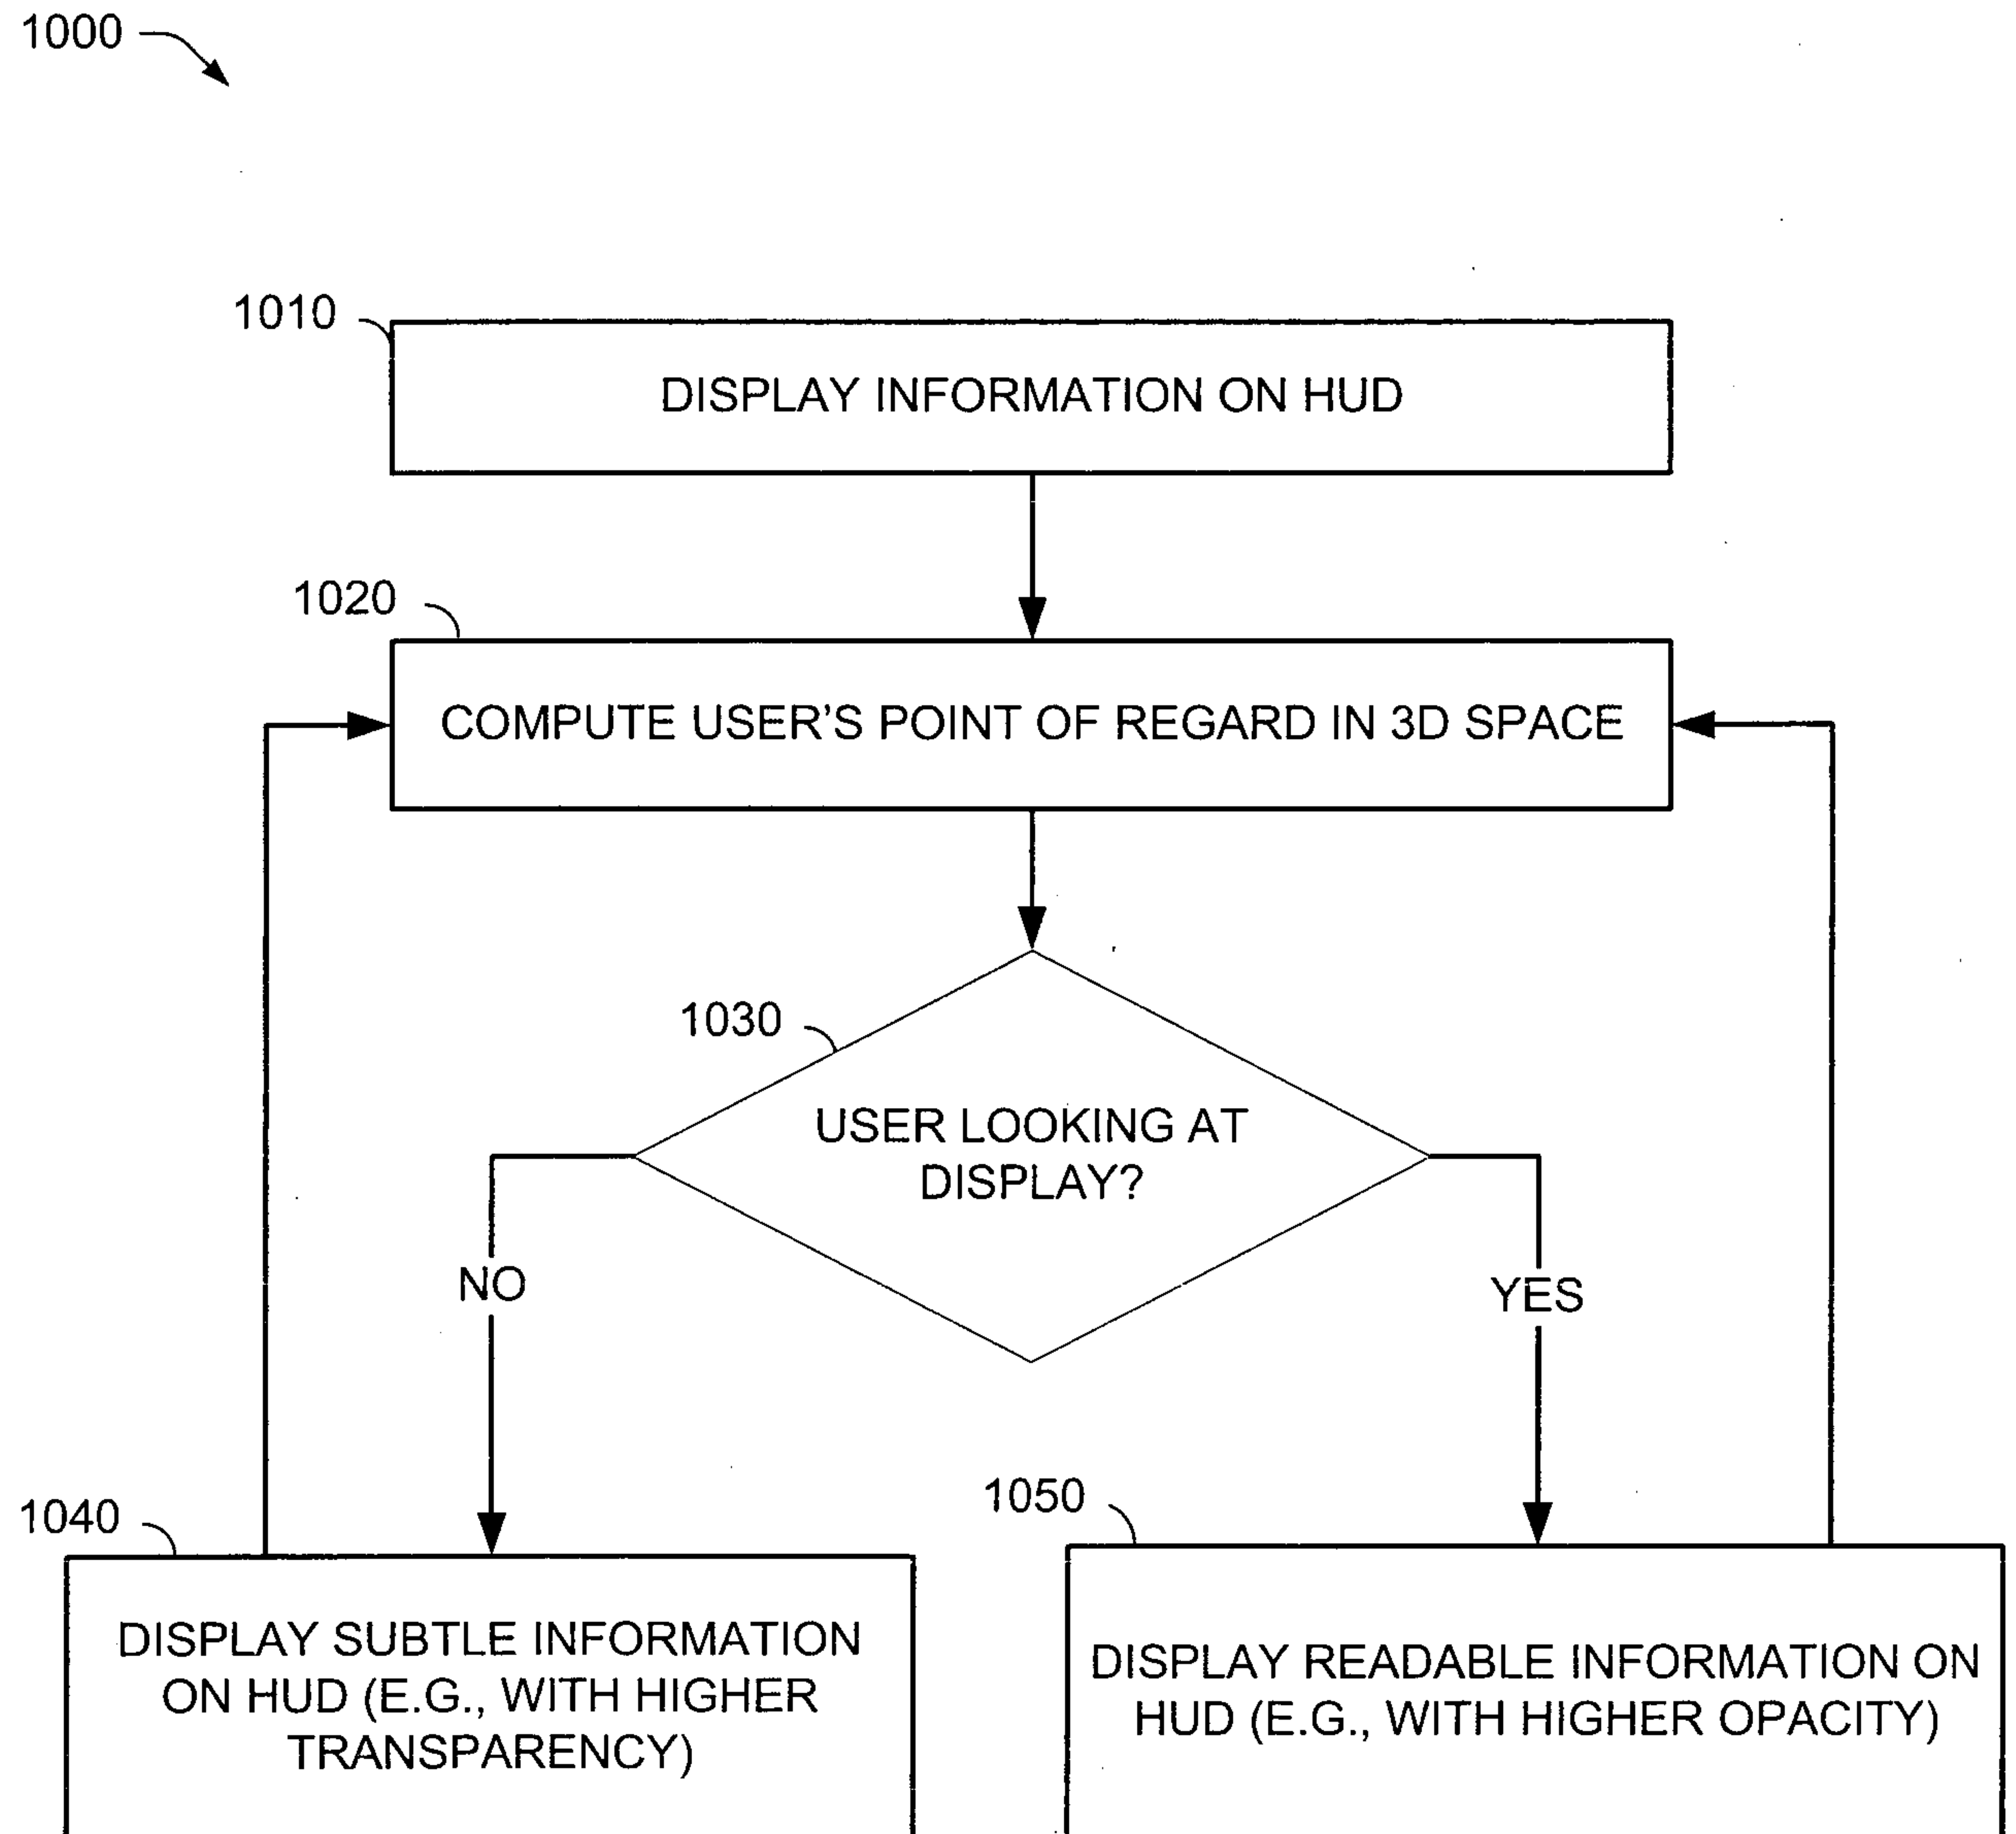 1000
1010
DISPLAY INFORMATION ON HUD
1020
COMPUTE USER'S POINT OF REGARD IN 3D SPACE
1030
USER LOOKING AT
DISPLAY?
NO
YES
1040
1050
DISPLAY SUBTLE INFORMATION
ON HUD (E.G., WITH HIGHER
TRANSPARENCY)
DISPLAY READABLE INFORMATION ON
HUD (E.G., WITH HIGHER OPACITY)